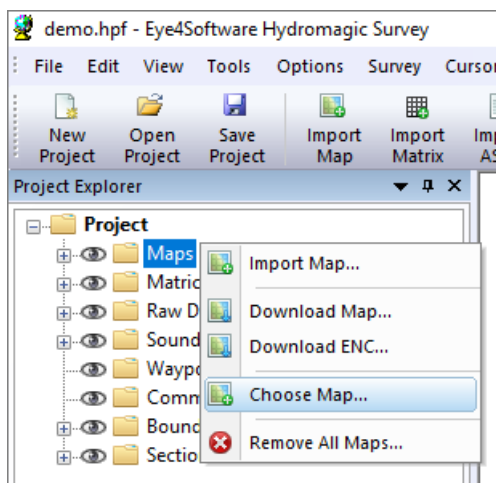 demo.hpf - Eye4Software Hydromagic Survey
File Edit View Tools Options Survey
New Project
Open Project
Save Project
Import Map
Import Matrix
Project Explorer
Project
Maps
Import Map...
Download Map...
Download ENC...
Choose Map...
Remove All Maps...